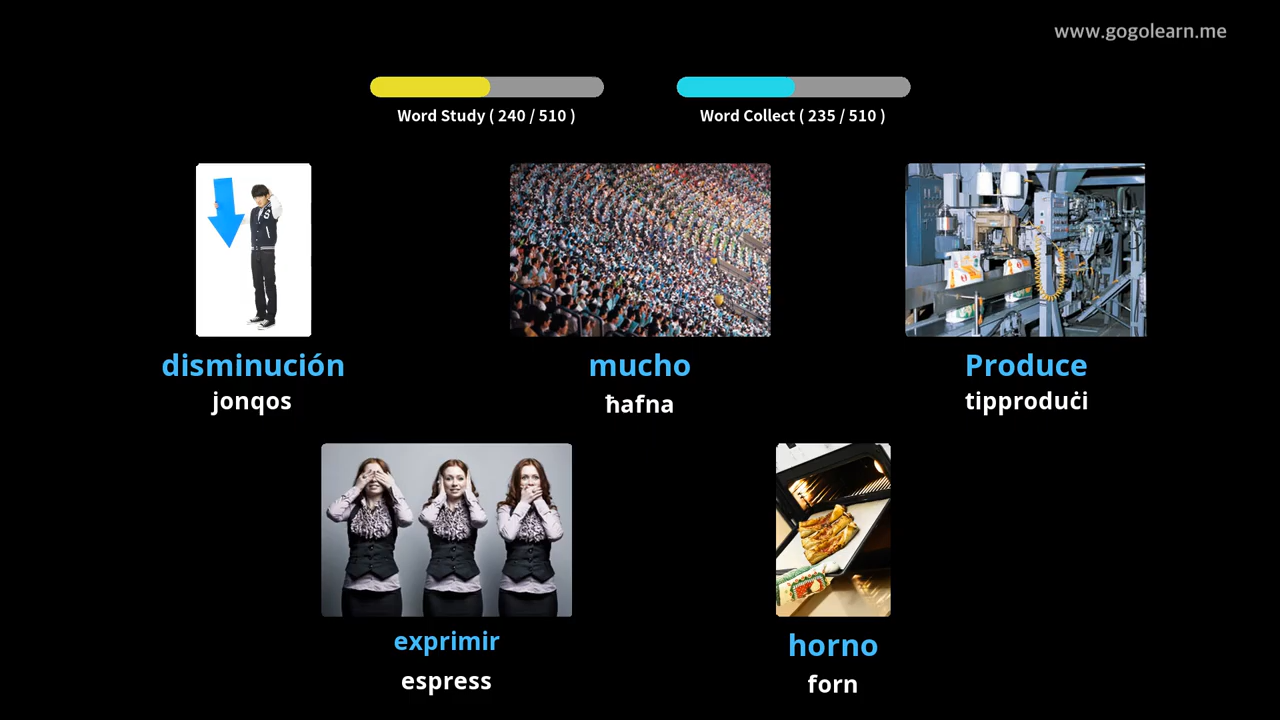 www.gogolearn.me
Word Study ( 240 / 510 )
Word Collect ( 235 / 510 )
disminución
jonqos
mucho
ħafna
Produce
tipproduċi
exprimir
espress
horno
forn